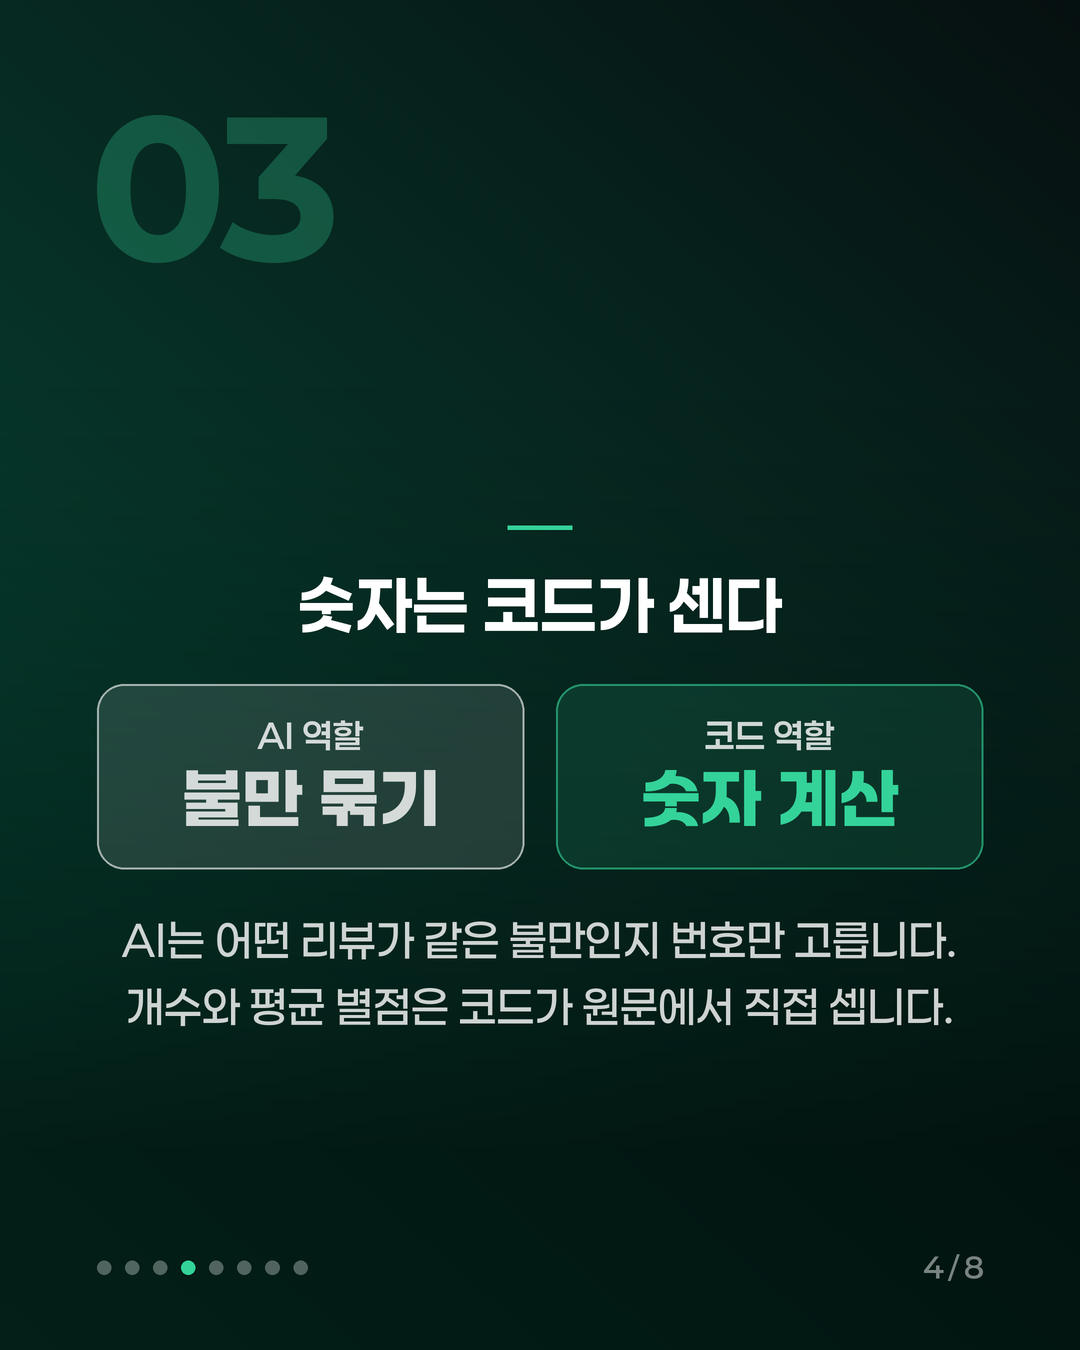 03
숫자는 코드가 센다
AI 역할
불만 묶기
코드 역할
숫자 계산
AI는 어떤 리뷰가 같은 불만인지 번호만 고릅니다.
개수와 평균 별점은 코드가 원문에서 직접 셉니다.
4/8